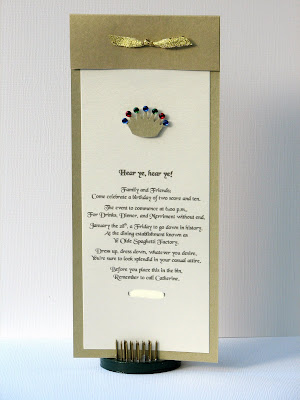 Hear ye, hear ye!
Family and Friends;
Come celebrate a birthday of two score and ten.
The event to commence at 6:00 p.m.,
For Drinks, Dinner, and Merriment without end.
January the 28th, a Friday to go down in history.
At the dining establishment known as
Ye Olde Spaghetti Factory.
Dress up, dress down, whatever you desire.
You're sure to look splendid in your casual attire.
Before you place this in the bin,
Remember to call Catherine.